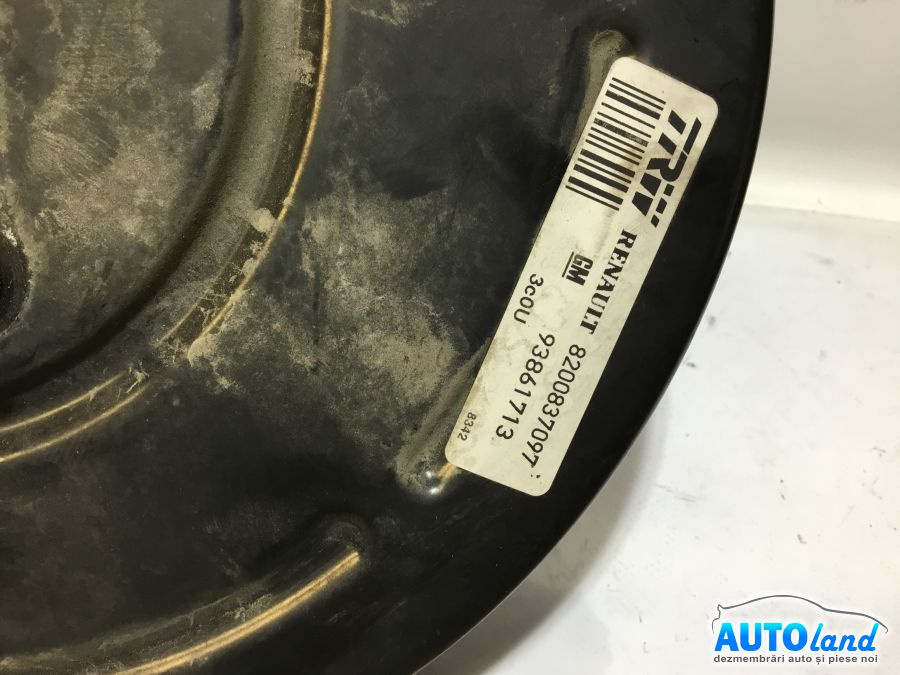 TRW
RENAULT 8200837097
GM
3c0U 93861713
8342
AUTOland
dezmembrări auto și piese noi